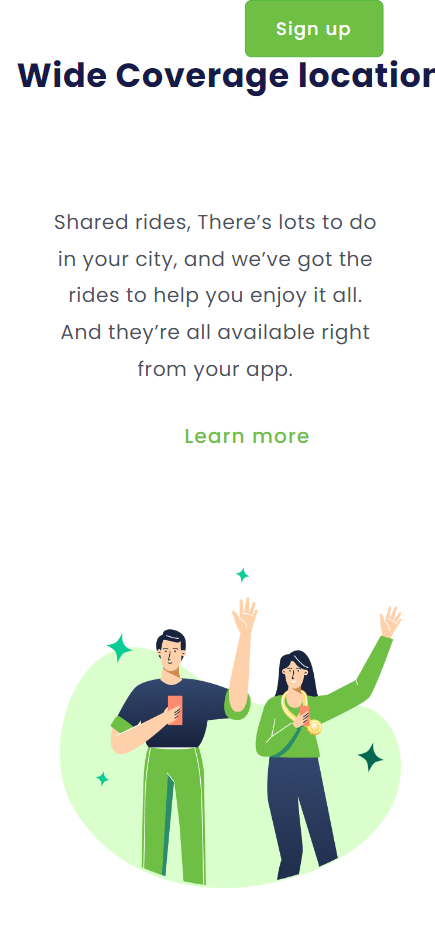 Sign up
Wide Coverage location
Shared rides, There’s lots to do
in your city, and we’ve got the
rides to help you enjoy it all.
And they’re all available right
from your app.
Learn more